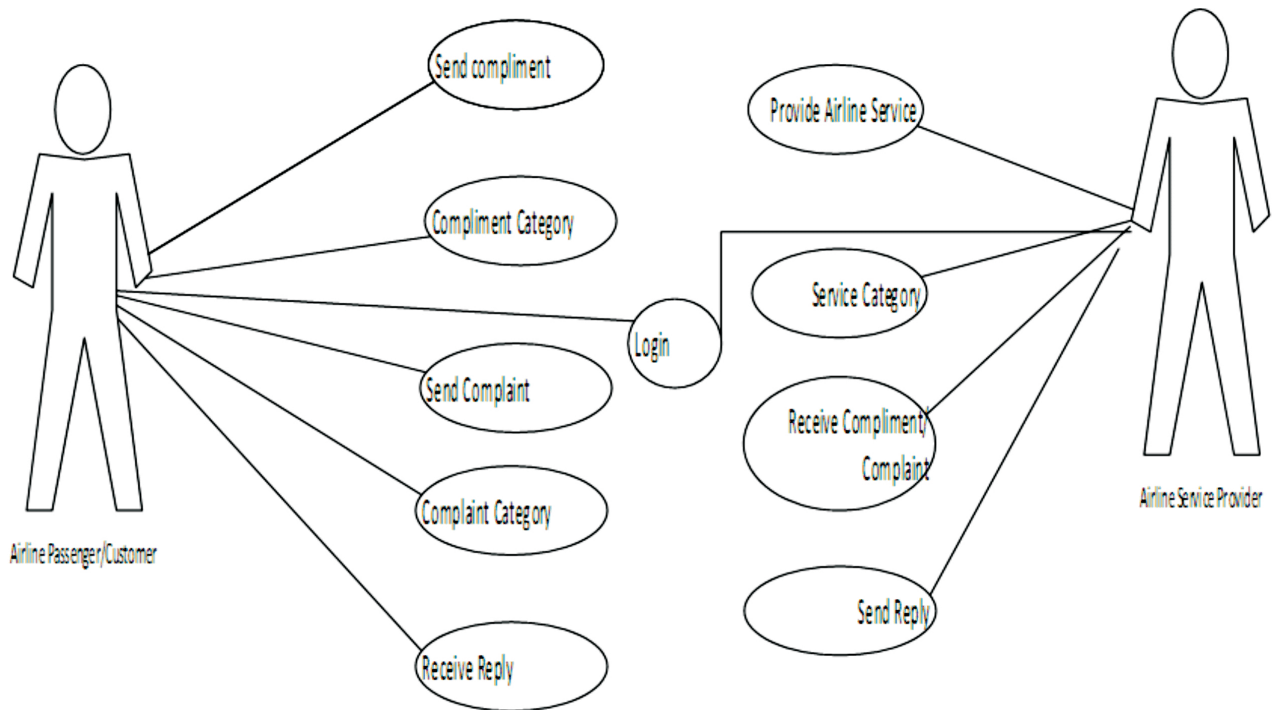 Send compliment
Provide Airline Service
Compliment Category
Service Category
Login
Send Complaint
Receive Compliment/
Complaint
Airline Service Provider
Complaint Category
Airline Passenger/Customer
Send Reply
Receive Reply